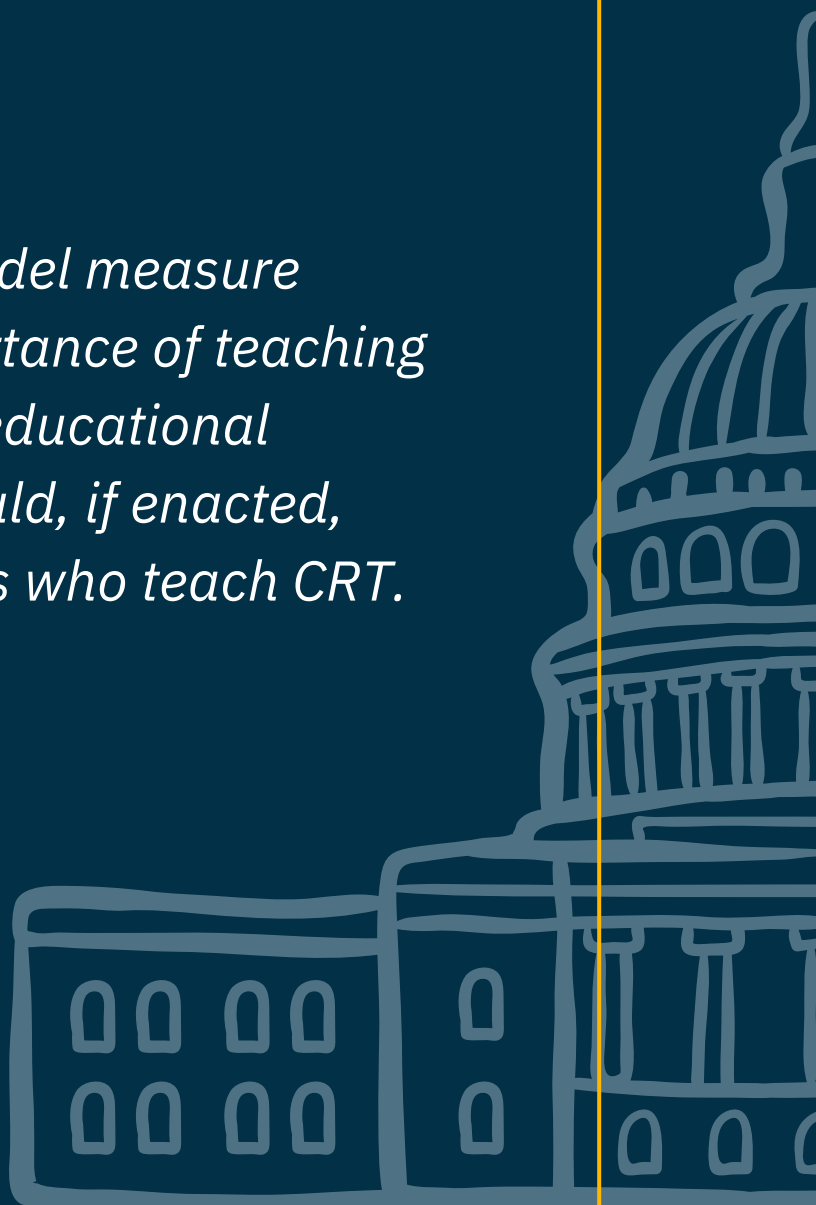 del measure
tance of teaching
educational
uld, if enacted,
s who teach CRT.